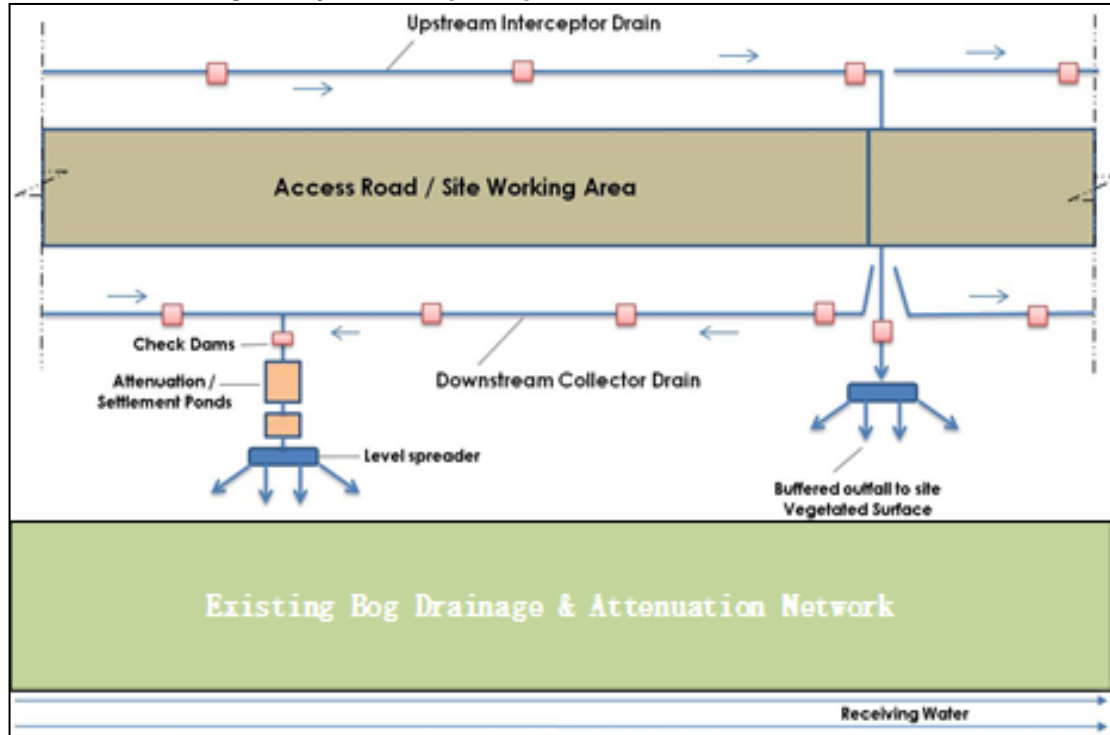 Upstream Interceptor Drain
Access Road / Site Working Area
Check Dams
Attenuation /
Settlement Ponds
Downstream Collector Drain
Level spreader
Buffered outfall to site
Vegetated Surface
Existing Bog Drainage & Attenuation Network
Receiving Water